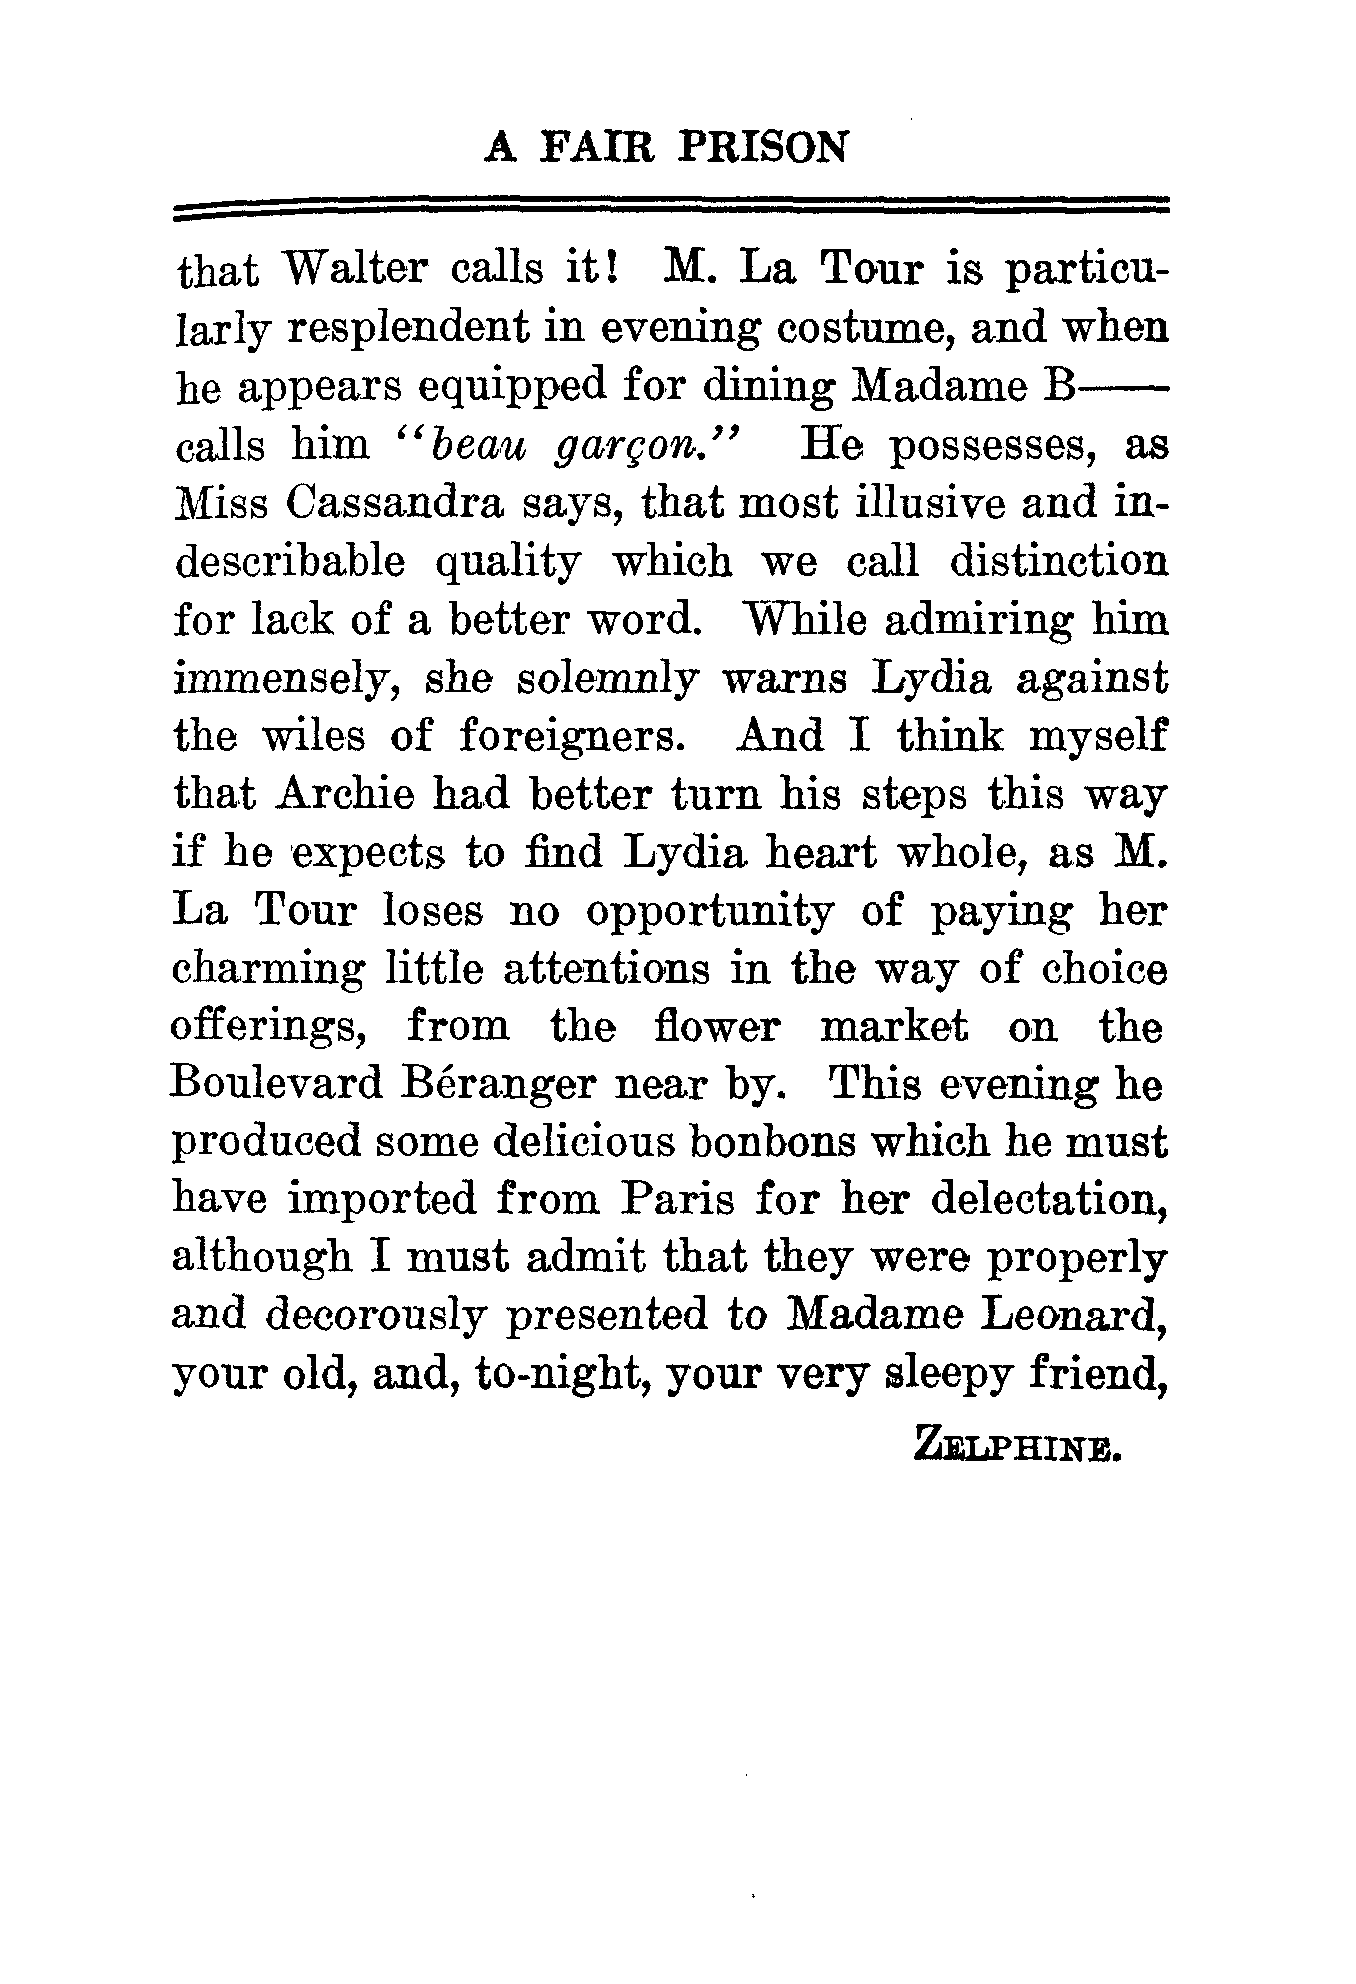 A FAIR PRISON
that Walter calls it! M. La Tour is particu-
larly resplendent in evening costume, and when
he appears equipped for dining Madame B——
calls him “beau garçon.” He possesses, as
Miss Cassandra says, that most illusive and in-
describable quality which we call distinction
for lack of a better word. While admiring him
immensely, she solemnly warns Lydia against
the wiles of foreigners. And I think myself
that Archie had better turn his steps this way
if he expects to find Lydia heart whole, as M.
La Tour loses no opportunity of paying her
charming little attentions in the way of choice
offerings, from the flower market on the
Boulevard Béranger near by. This evening he
produced some delicious bonbons which he must
have imported from Paris for her delectation,
although I must admit that they were properly
and decorously presented to Madame Leonard,
your old, and, to-night, your very sleepy friend,
ZELPHINE.